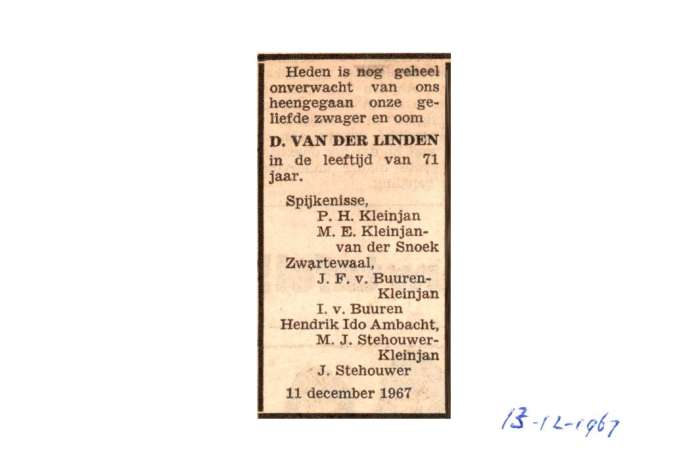 Heden is nog geheel
onverwacht van ons
heengegaan onze ge-
liefde zwager en oom
D. VAN DER LINDEN
in de leeftijd van 71
jaar.
Spijkenisse,
P. H. Kleinjan
M. E. Kleinjan-
van der Snoek
Zwartewaal,
J. F. v. Buuren-
Kleinjan
I. v. Buuren
Hendrik Ido Ambacht,
M. J. Stehouwer-
Kleinjan
J. Stehouwer
11 december 1967
13-12-1967